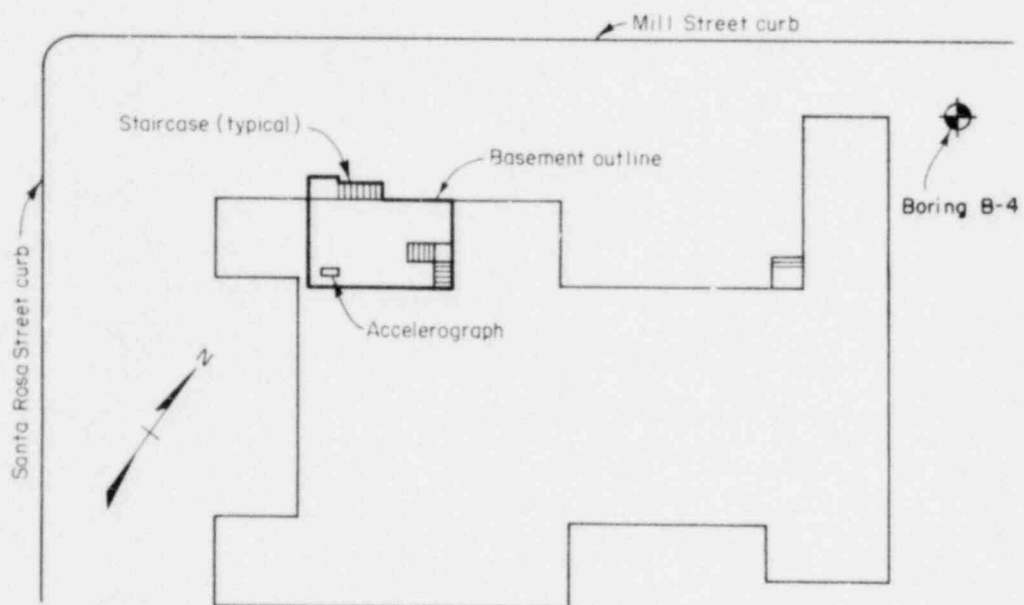 Mill Street curb
Staircase (typical)
Basement outline
Boring B-4
Santa Rosa Street curb
Accelerograph
N